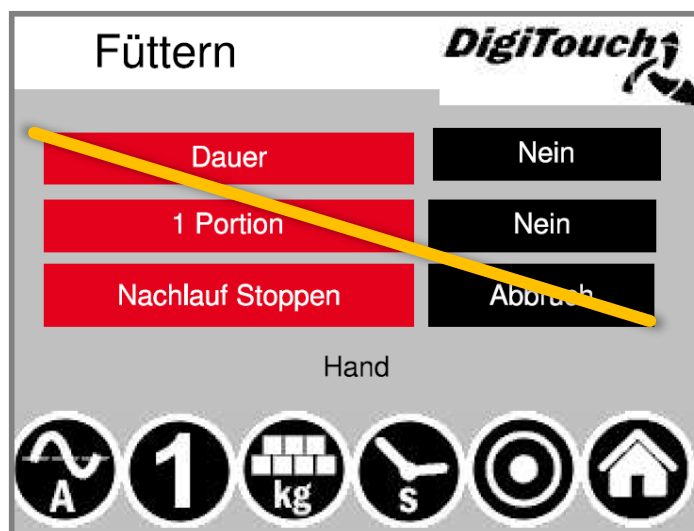 Füttern
DigiTouch
Dauer Nein
1 Portion Nein
Nachlauf Stoppen Abbruch
Hand
A 1 kg s